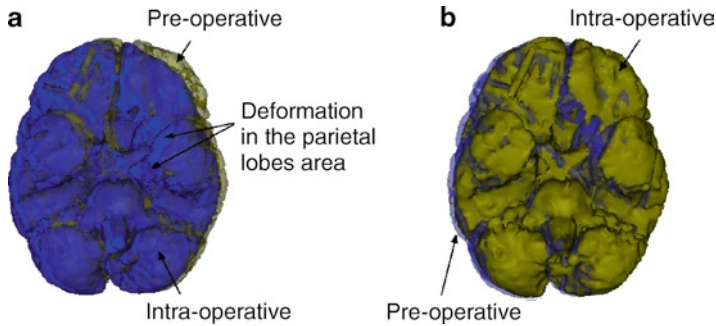 a
Pre-operative
Deformation
in the parietal
lobes area
Intra-operative
b
Intra-operative
Pre-operative